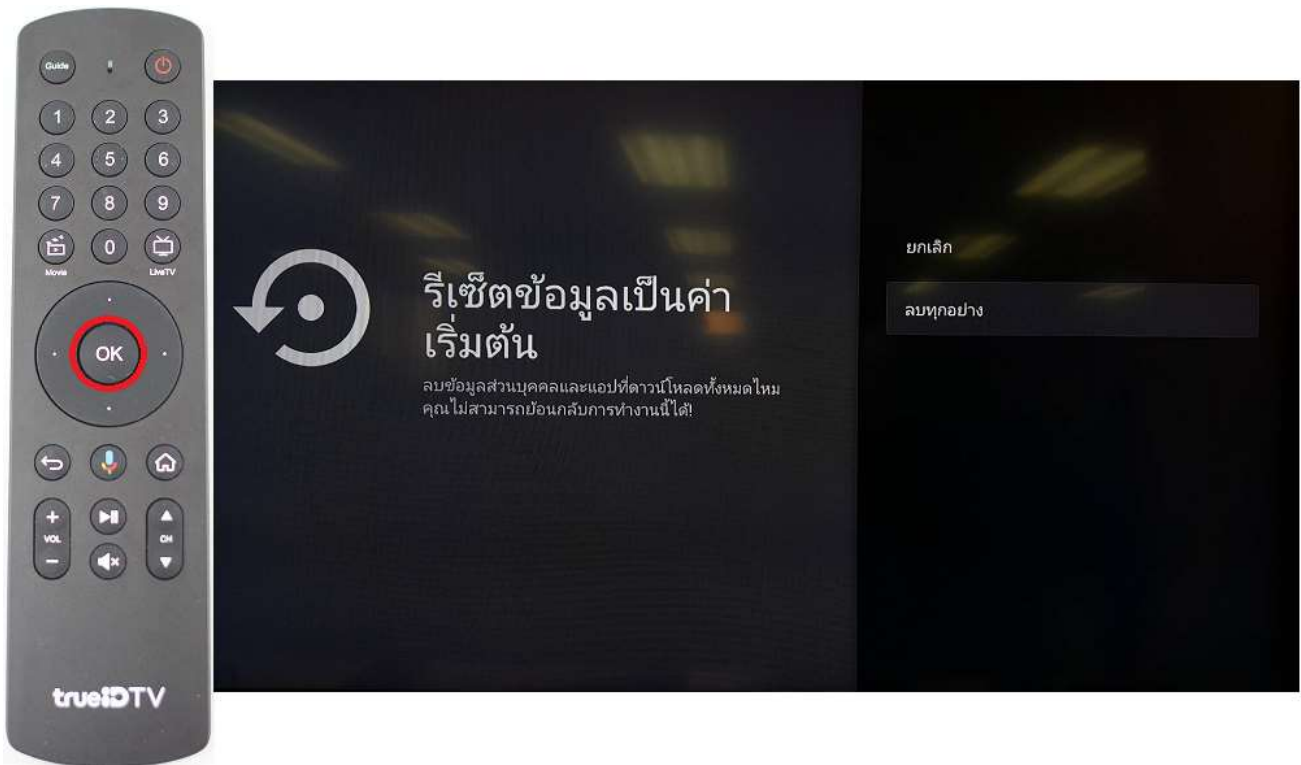 Guide
1 2 3
4 5 6
7 8 9
0
Movie LiveTV
OK
+ ▲
VOL CH
- ▼
trueiDTV
รีเซ็ตข้อมูลเป็นค่า
เริ่มต้น
ลบข้อมูลส่วนบุคคลและแอปที่ดาวน์โหลดทั้งหมดไหม
คุณไม่สามารถย้อนกลับการทำงานนี้ได้!
ยกเลิก
ลบทุกอย่าง